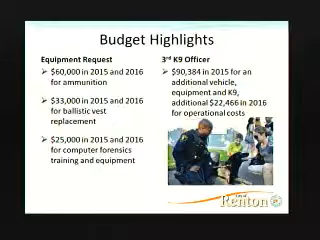 Budget Highlights
Equipment Request
➢ $60,000 in 2015 and 2016
for ammunition
➢ $33,000 in 2015 and 2016
for ballistic vest
replacement
➢ $25,000 in 2015 and 2016
for computer forensics
training and equipment
3rd K9 Officer
➢ $90,384 in 2015 for an
additional vehicle,
equipment and K9,
additional $22,466 in 2016
for operational costs
City of
Renton